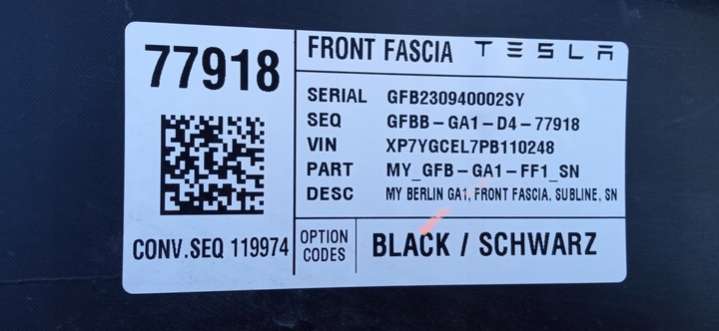 77918
CONV.SEQ 119974
FRONT FASCIA TESLA
SERIAL GFB230940002SY
SEQ GFBB-GA1-D4-77918
VIN XP7YGCEL7PB110248
PART MY_GFB-GA1-FF1_SN
DESC MY BERLIN GA1, FRONT FASCIA, SUBLINE, SN
OPTION
CODES
BLACK / SCHWARZ